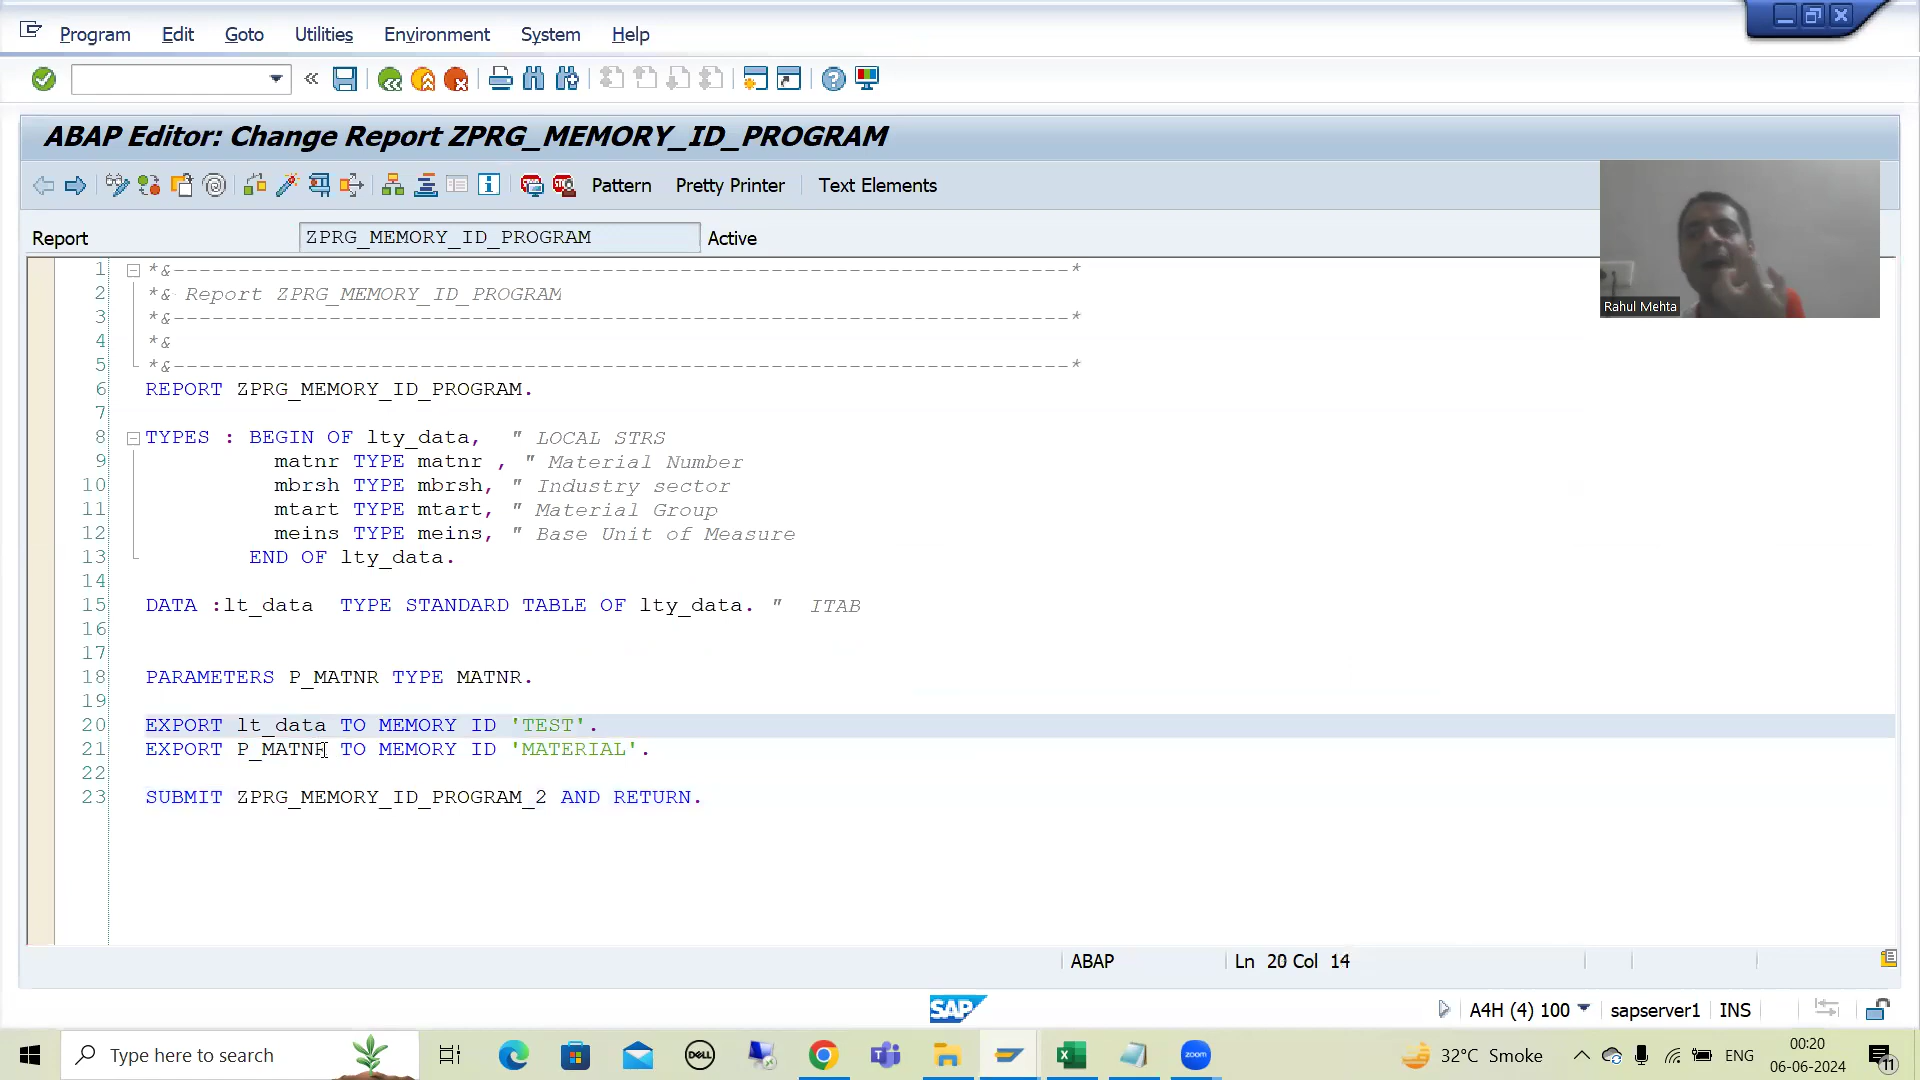 Program Edit Goto Utilities Environment System Help
ABAP Editor: Change Report ZPRG_MEMORY_ID_PROGRAM
Pattern Pretty Printer Text Elements
Report ZPRG_MEMORY_ID_PROGRAM Active
Rahul Mehta
1 *&---------------------------------------------------------------------*
2 *& Report ZPRG_MEMORY_ID_PROGRAM
3 *&---------------------------------------------------------------------*
4 *&
5 *&---------------------------------------------------------------------*
6 REPORT ZPRG_MEMORY_ID_PROGRAM.
7
8 TYPES : BEGIN OF lty_data, " LOCAL STRS
9 matnr TYPE matnr , " Material Number
10 mbrsh TYPE mbrsh, " Industry sector
11 mtart TYPE mtart, " Material Group
12 meins TYPE meins, " Base Unit of Measure
13 END OF lty_data.
14
15 DATA :lt_data TYPE STANDARD TABLE OF lty_data. " ITAB
16
17
18 PARAMETERS P_MATNR TYPE MATNR.
19
20 EXPORT lt_data TO MEMORY ID 'TEST'.
21 EXPORT P_MATNR TO MEMORY ID 'MATERIAL'.
22
23 SUBMIT ZPRG_MEMORY_ID_PROGRAM_2 AND RETURN.
ABAP Ln 20 Col 14
SAP A4H (4) 100 sapserver1 INS
Type here to search DELL zoom 32°C Smoke ENG 00:20
06-06-2024 11